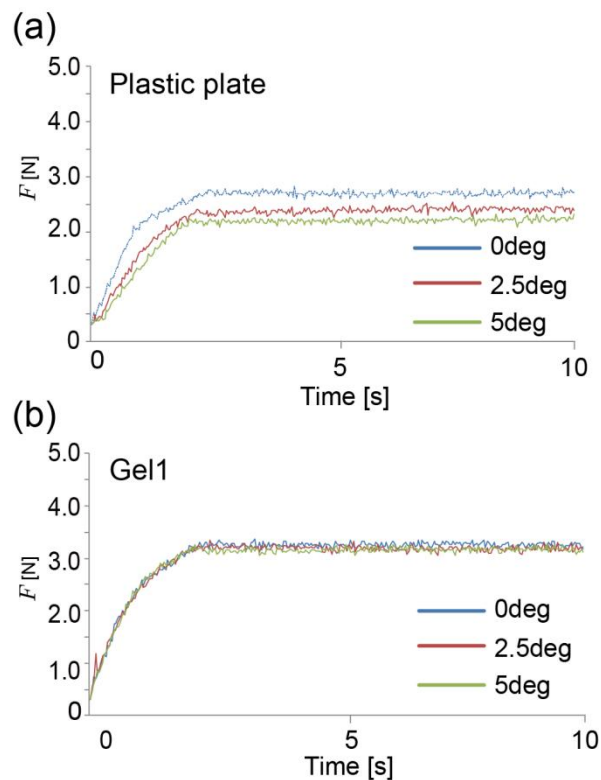 (a)
Plastic plate
5.0
4.0
3.0
2.0
1.0
0
F [N]
0deg
2.5deg
5deg
0 5 10
Time [s]
(b)
Gel1
5.0
4.0
3.0
2.0
1.0
0
F [N]
0deg
2.5deg
5deg
0 5 10
Time [s]